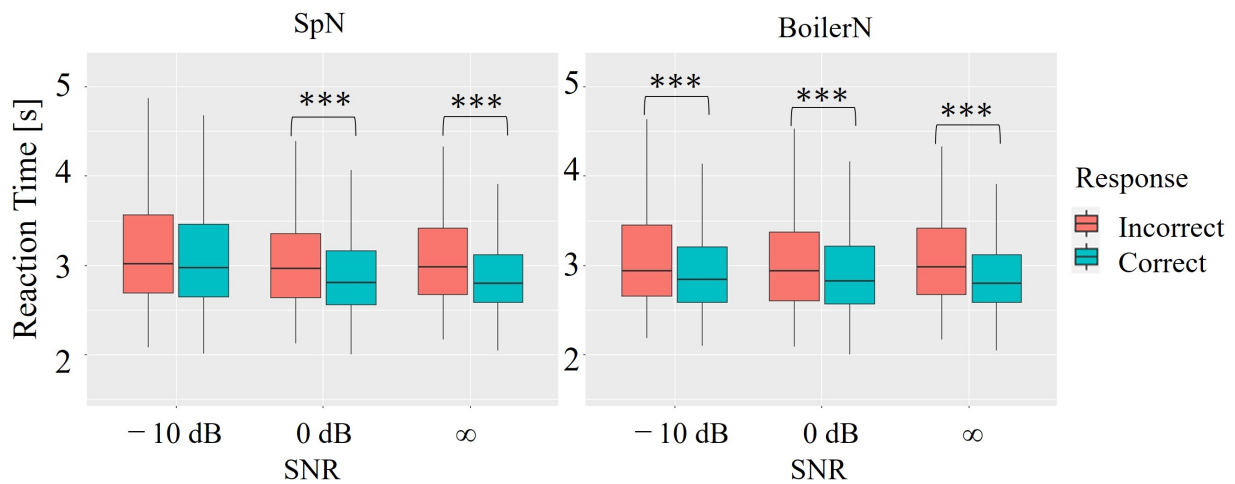 SpN
BoilerN
Reaction Time [s]
5
4
3
2
***
***
− 10 dB
0 dB
∞
SNR
5
4
3
2
***
***
***
− 10 dB
0 dB
∞
SNR
Response
Incorrect
Correct